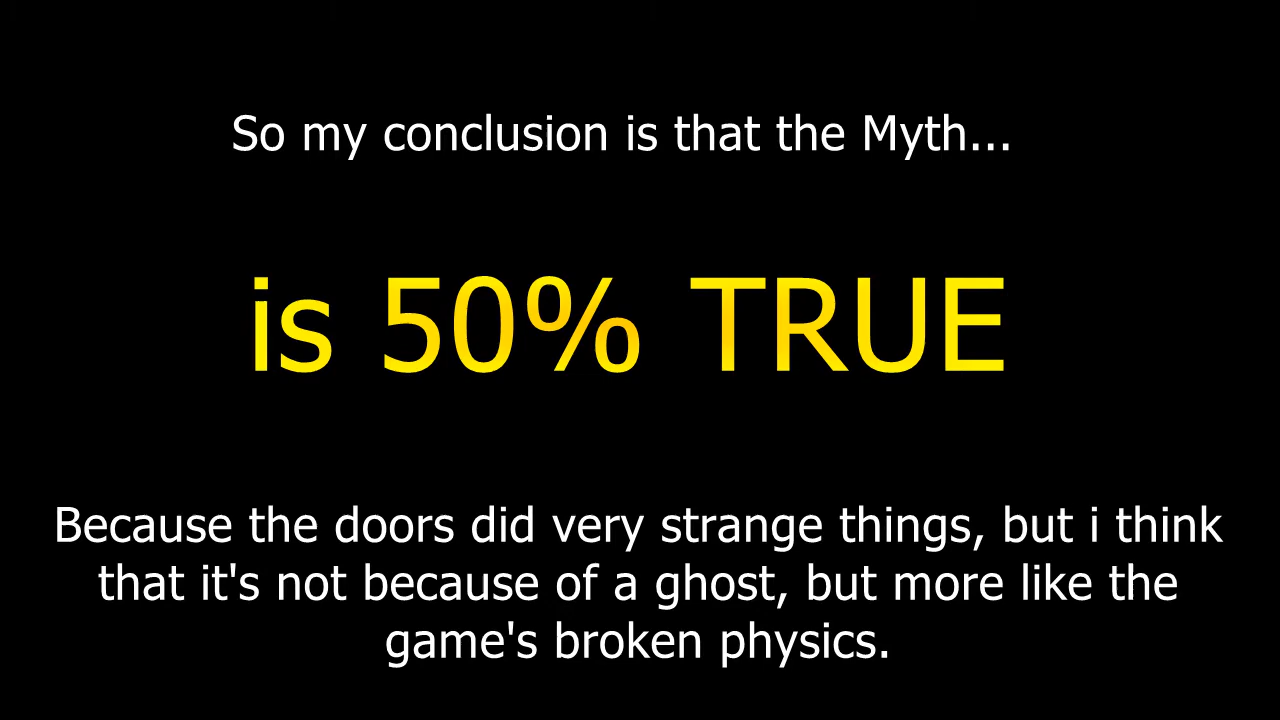 So my conclusion is that the Myth...
is 50% TRUE
Because the doors did very strange things, but i think
that it's not because of a ghost, but more like the
game's broken physics.